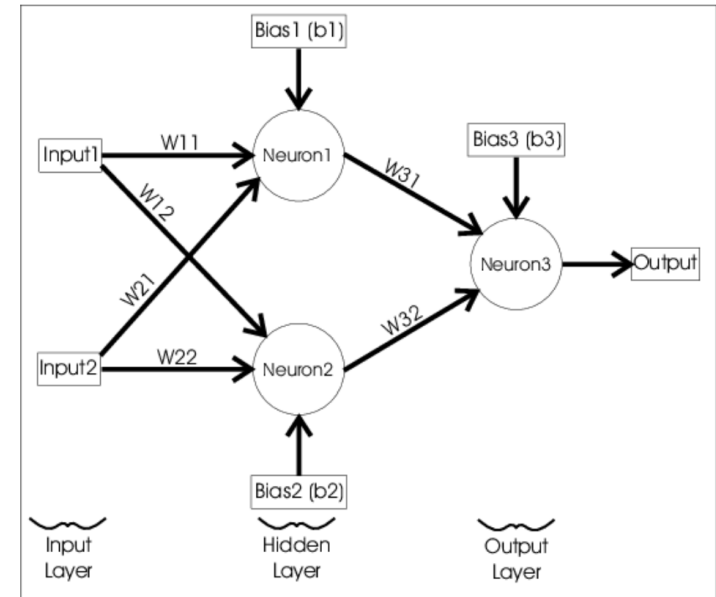 Bias1 (b1)
Bias3 (b3)
Input1
W11
Neuron1
W31
W12
Neuron3
Output
W21
W32
Input2
W22
Neuron2
Bias2 (b2)
Input
Layer
Hidden
Layer
Output
Layer